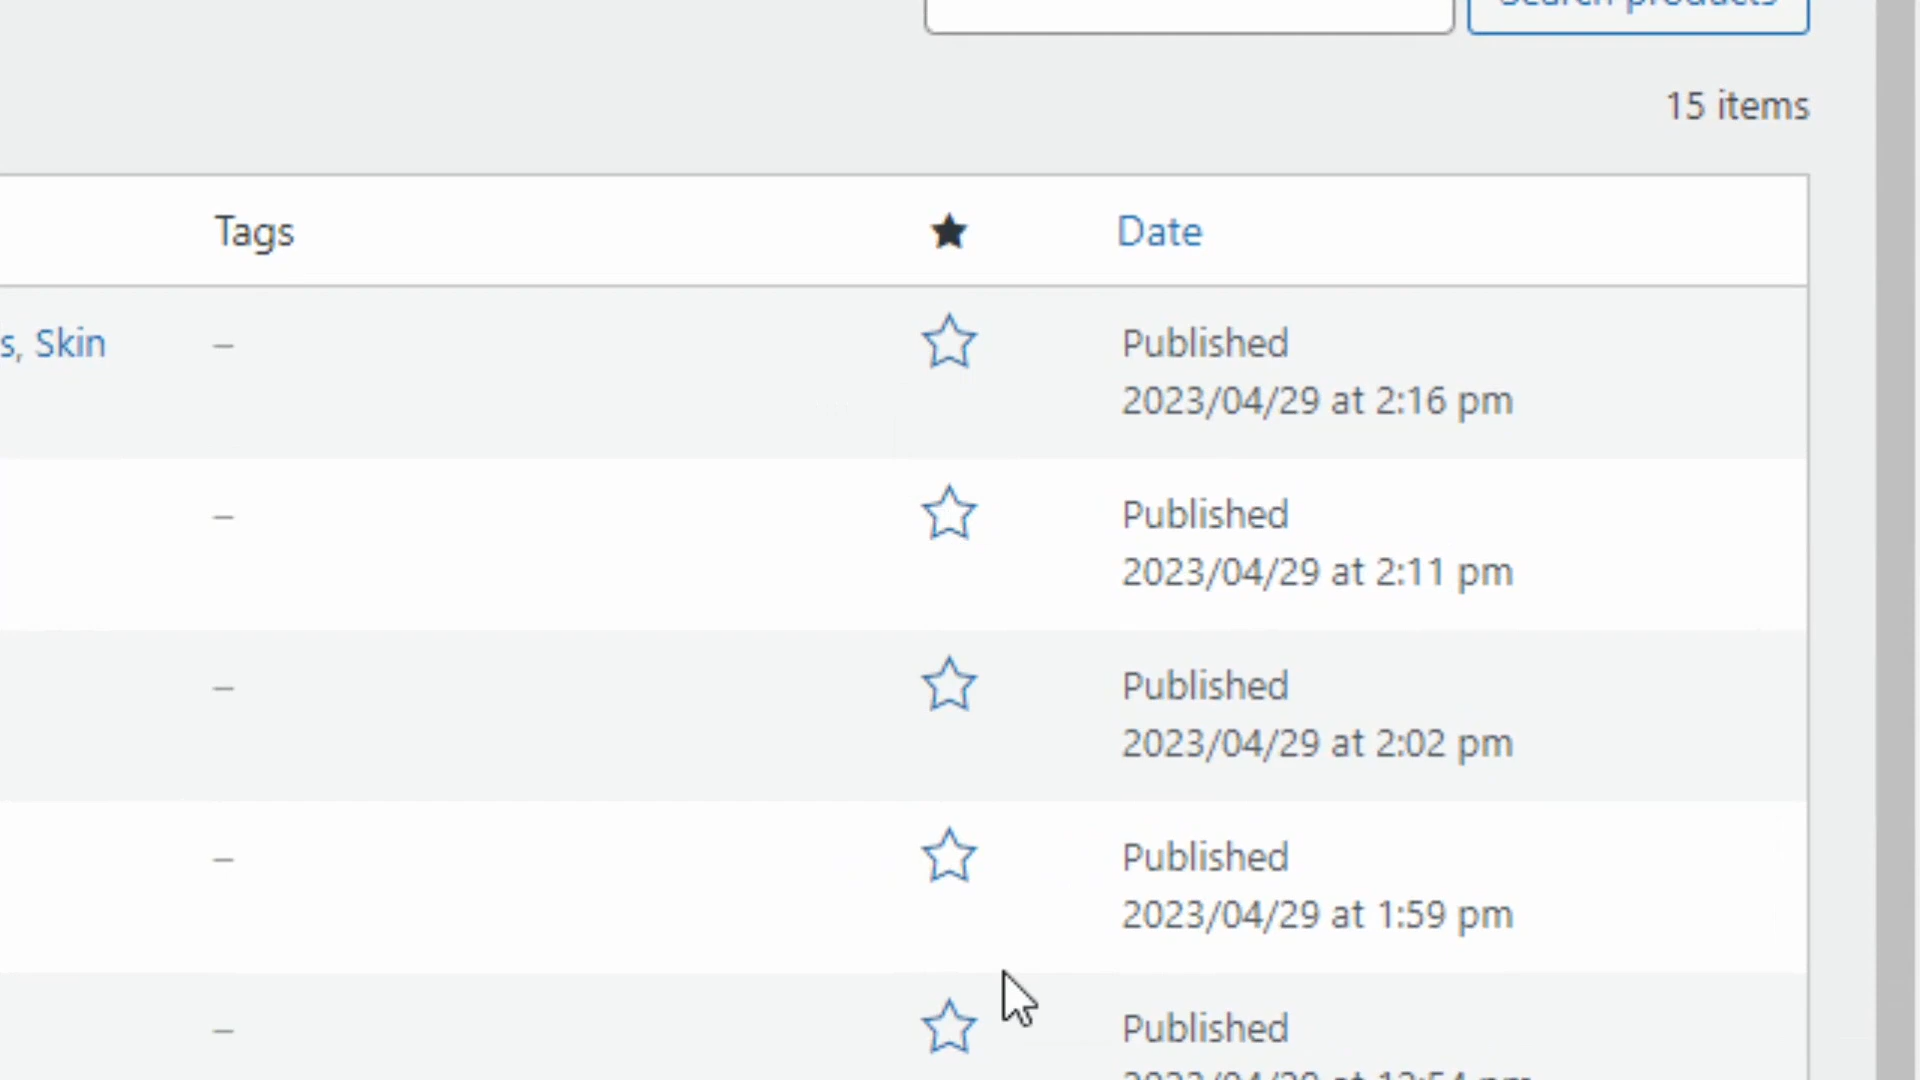 Search products
15 items
Tags Date
s, Skin – Published
2023/04/29 at 2:16 pm
– Published
2023/04/29 at 2:11 pm
– Published
2023/04/29 at 2:02 pm
– Published
2023/04/29 at 1:59 pm
– Published